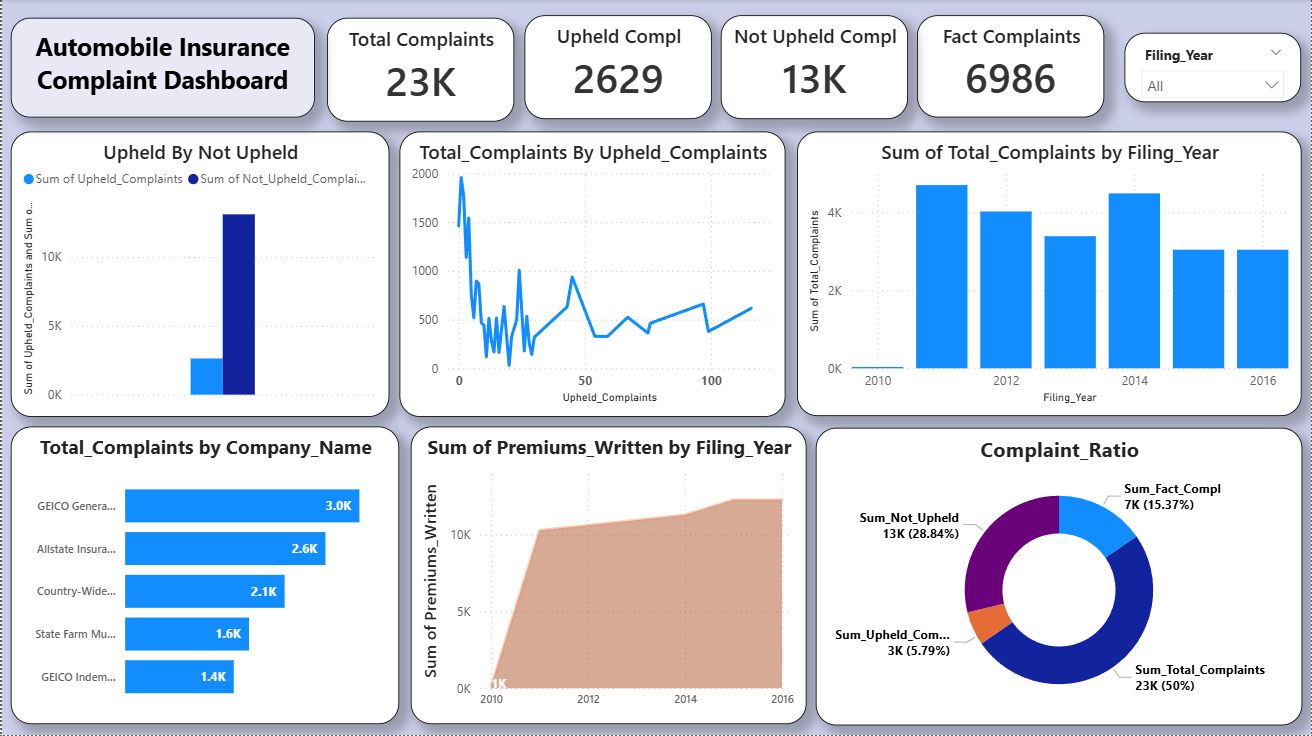 Automobile Insurance
Complaint Dashboard
Total Complaints
23K
Upheld Compl
2629
Not Upheld Compl
13K
Fact Complaints
6986
Filing_Year
All
Upheld By Not Upheld
Sum of Upheld_Complaints Sum of Not_Upheld_Complai...
Sum of Upheld_Complaints and Sum o...
10K
5K
0K
Total_Complaints By Upheld_Complaints
2000
1500
1000
500
0
0 50 100
Upheld_Complaints
Sum of Total_Complaints by Filing_Year
Sum of Total_Complaints
4K
2K
0K
2010 2012 2014 2016
Filing_Year
Total_Complaints by Company_Name
GEICO Genera... 3.0K
Allstate Insura... 2.6K
Country-Wide... 2.1K
State Farm Mu... 1.6K
GEICO Indem... 1.4K
Sum of Premiums_Written by Filing_Year
Sum of Premiums_Written
10K
5K
0K
1K
2010 2012 2014 2016
Complaint_Ratio
Sum_Fact_Compl
7K (15.37%)
Sum_Not_Upheld
13K (28.84%)
Sum_Upheld_Com...
3K (5.79%)
Sum_Total_Complaints
23K (50%)